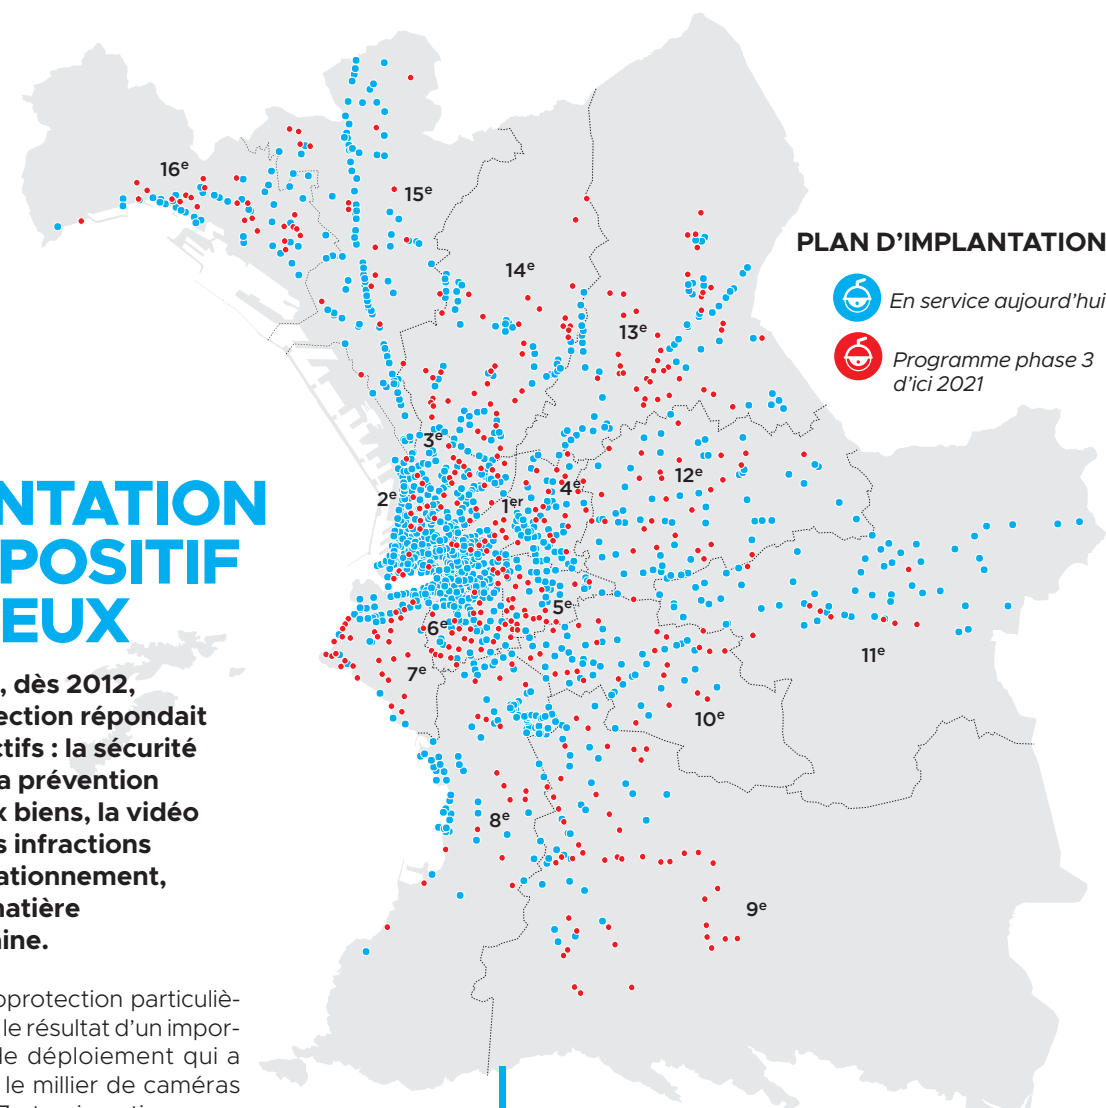 PLAN D'IMPLANTATION
En service aujourd'hui
Programme phase 3
d'ici 2021
16e
15e
14e
13e
3e
2e
1er
4e
12e
5e
6e
7e
11e
10e
8e
9e
NTATION
POSITIF
EUX
, dès 2012,
ection répondait
ctifs : la sécurité
a prévention
x biens, la vidéo
s infractions
ationnement,
natière
ine.
oprotection particuliè-
le résultat d'un impor-
le déploiement qui a
le millier de caméras